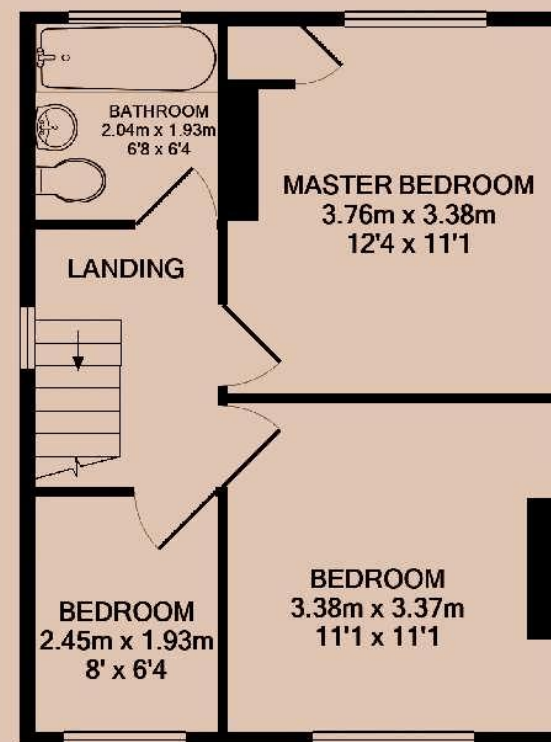 BATHROOM
2.04m x 1.93m
6'8 x 6'4
MASTER BEDROOM
3.76m x 3.38m
12'4 x 11'1
LANDING
BEDROOM
3.38m x 3.37m
11'1 x 11'1
BEDROOM
2.45m x 1.93m
8' x 6'4